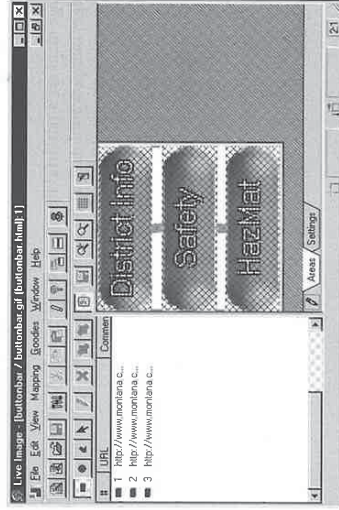 Live Image - [buttonbar / buttonbar.gif [buttonbar.html]: 1]
File Edit View Mapping Goodies Window Help
# URL Commen
1 http://www.montana.c...
2 http://www.montana.c...
3 http://www.montana.c...
District Info
Safety
HazMat
Areas Settings
21